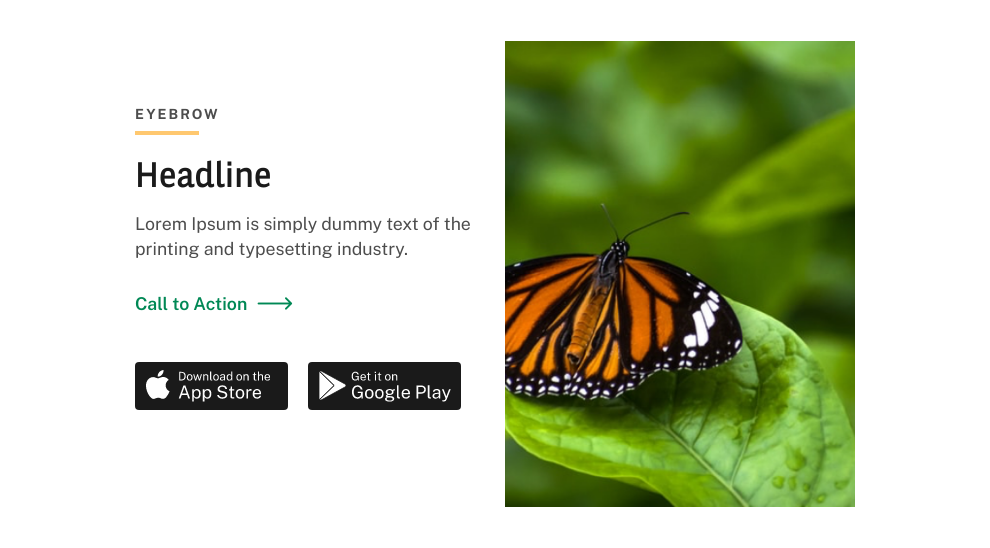 EYEBROW
Headline
Lorem Ipsum is simply dummy text of the
printing and typesetting industry.
Call to Action
Download on the
App Store
Get it on
Google Play